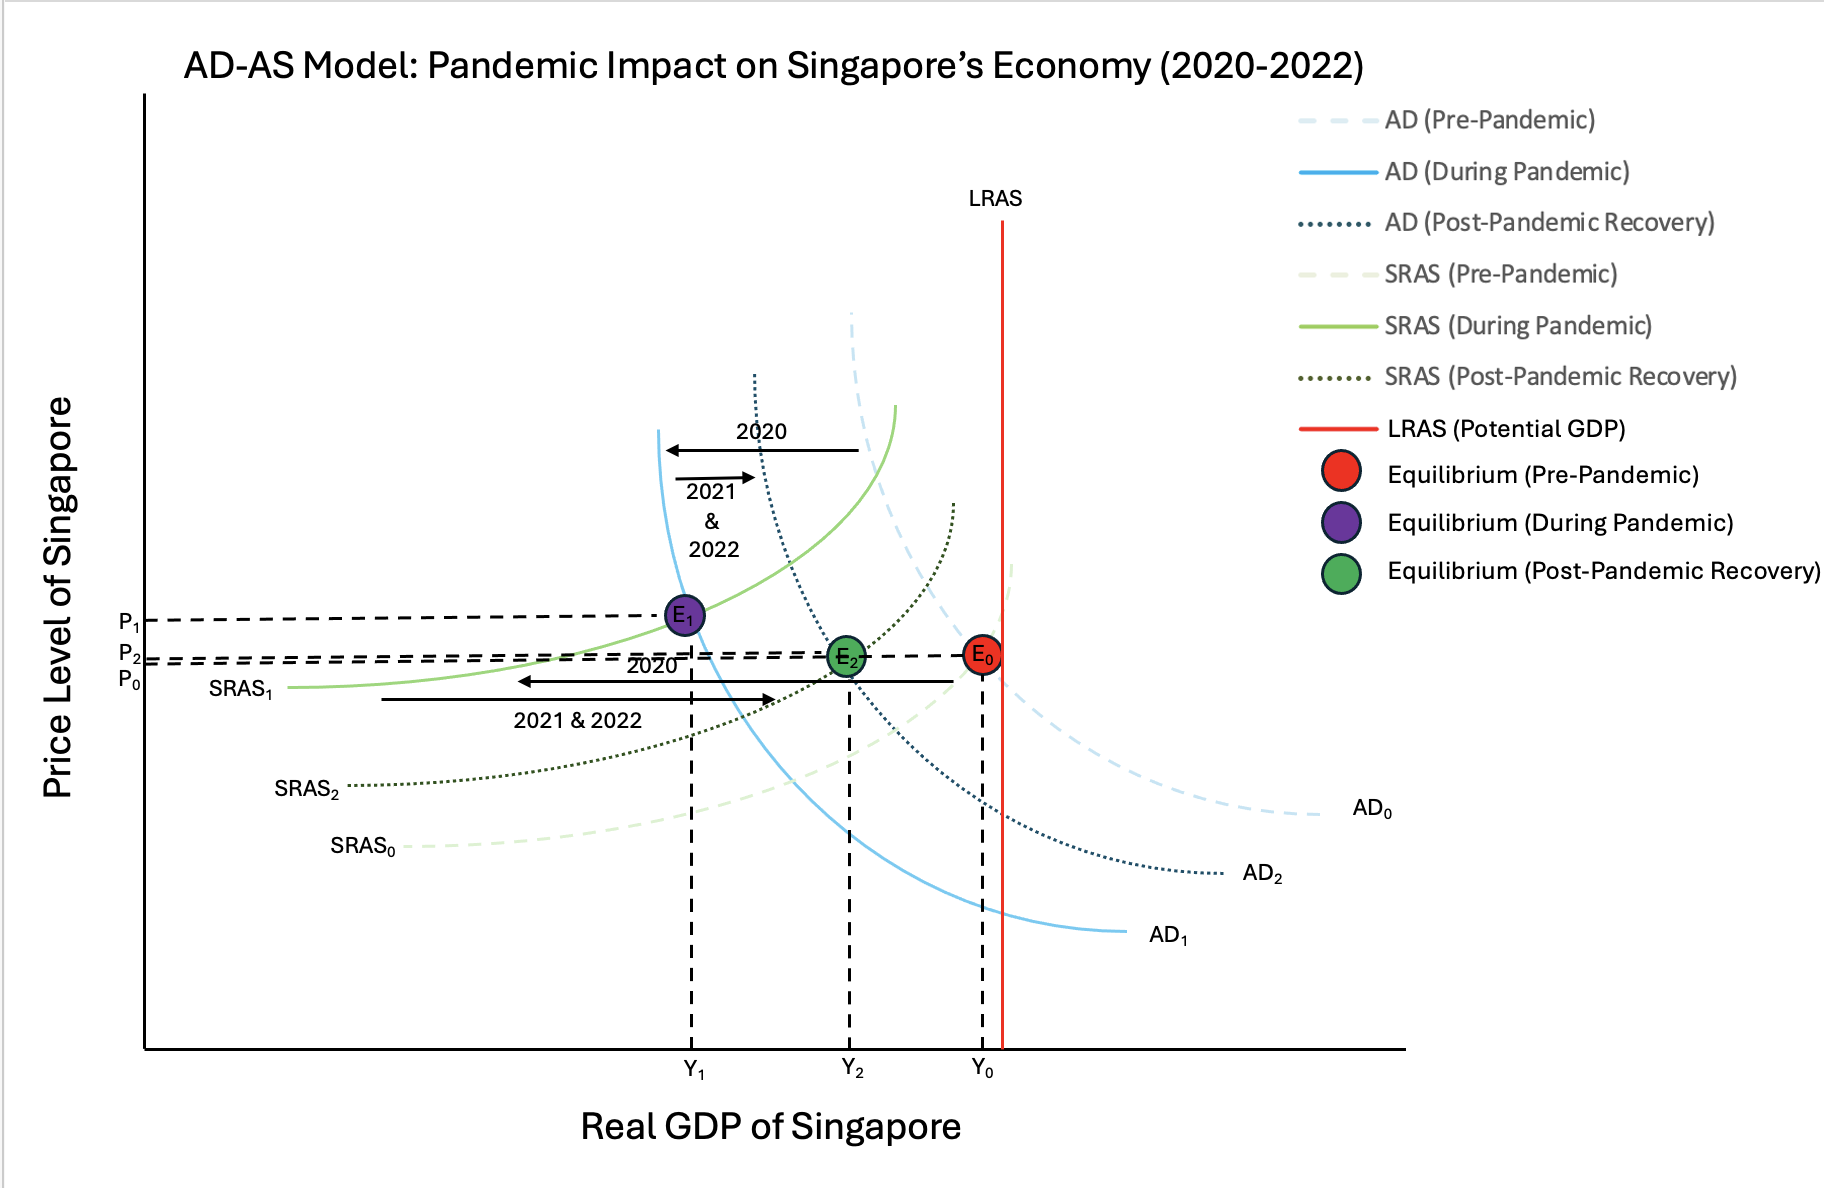 AD-AS Model: Pandemic Impact on Singapore's Economy (2020-2022)
AD (Pre-Pandemic)
AD (During Pandemic)
AD (Post-Pandemic Recovery)
SRAS (Pre-Pandemic)
SRAS (During Pandemic)
SRAS (Post-Pandemic Recovery)
LRAS (Potential GDP)
Equilibrium (Pre-Pandemic)
Equilibrium (During Pandemic)
Equilibrium (Post-Pandemic Recovery)
LRAS
2020
2021
&
2022
Price Level of Singapore
P₁
P₂
P₀
E₁
E₂
E₀
2020
2021 & 2022
SRAS₁
SRAS₂
SRAS₀
AD₀
AD₂
AD₁
Y₁
Y₂
Y₀
Real GDP of Singapore